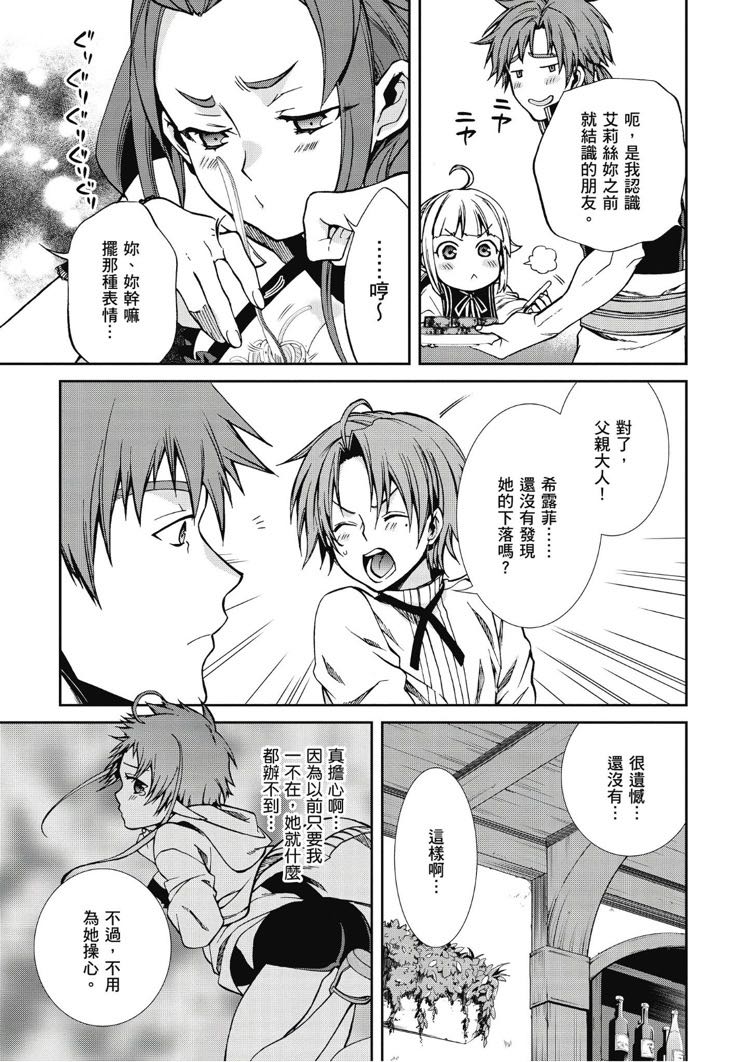 呃，是我認識
艾莉絲妳之前
就結識的朋友。
ニヤ
ニヤ
……哼～
妳、妳幹嘛
擺那種表情…
ぐりぐりぐりぐり
對了，
父親大人！
希露菲……
還沒有發現
她的下落嗎？
很遺憾…
還沒有…
這樣啊…
真擔心啊…
因為以前只要我
一不在，她就什麼
都辦不到…
不過，不用
為她操心。